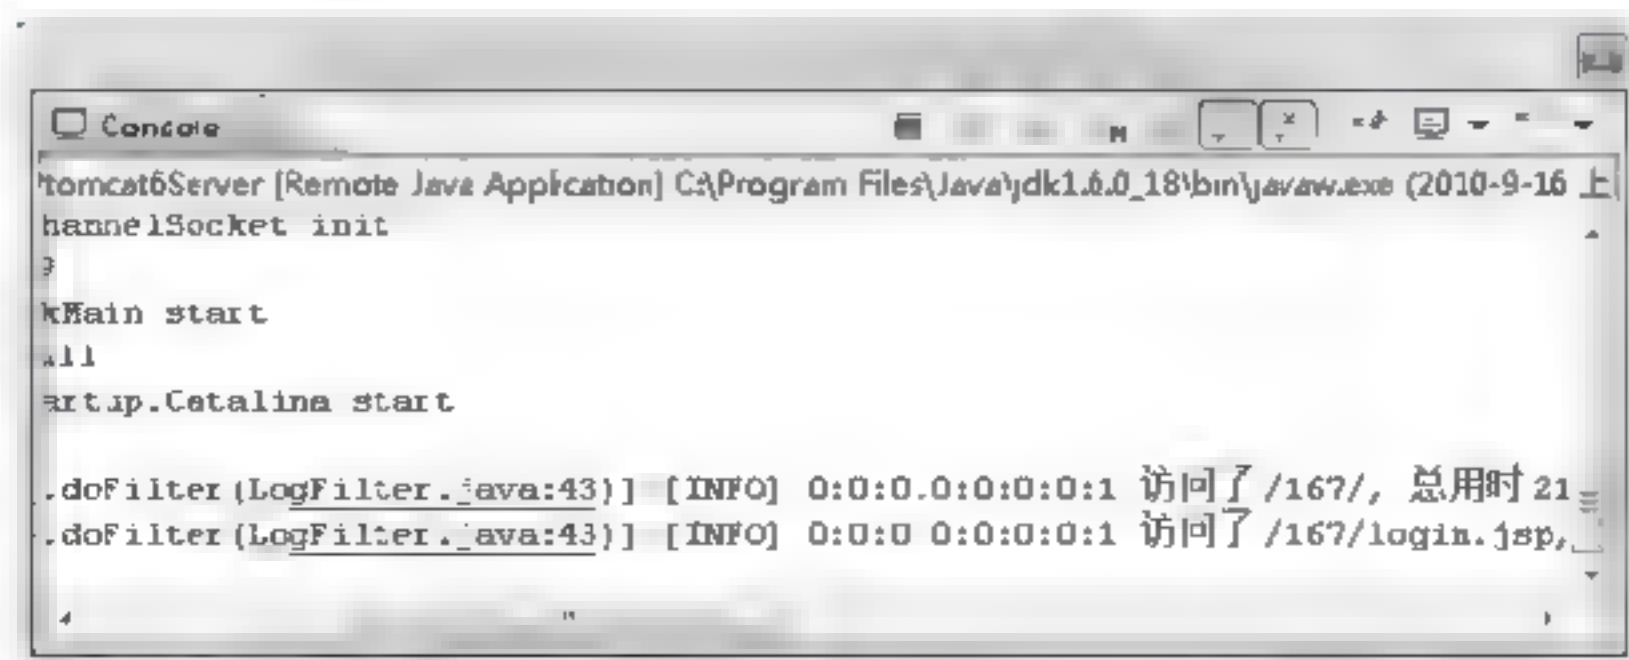 Console
tomcat6Server [Remote Java Application] C:\Program Files\Java\jdk1.6.0_18\bin\javaw.exe (2010-9-16 上
hannelSocket init
kMain start
all
artup.Catalina start
.doFilter(LogFilter.java:43)] [INFO] 0:0:0:0:0:0:0:1 访问了/167/, 总用时 21
.doFilter(LogFilter.java:43)] [INFO] 0:0:0:0:0:0:0:1 访问了/167/login.jsp,